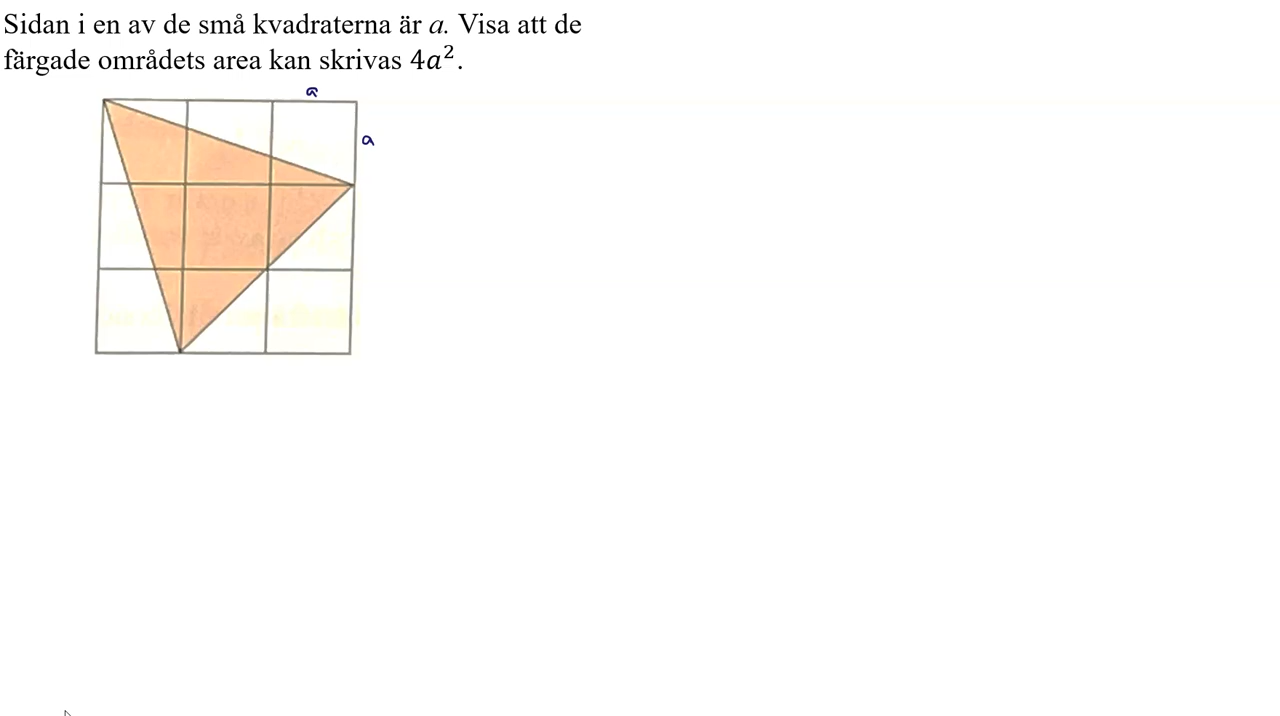 Sidan i en av de små kvadraterna är a. Visa att de
färgade områdets area kan skrivas 4a².
a
a